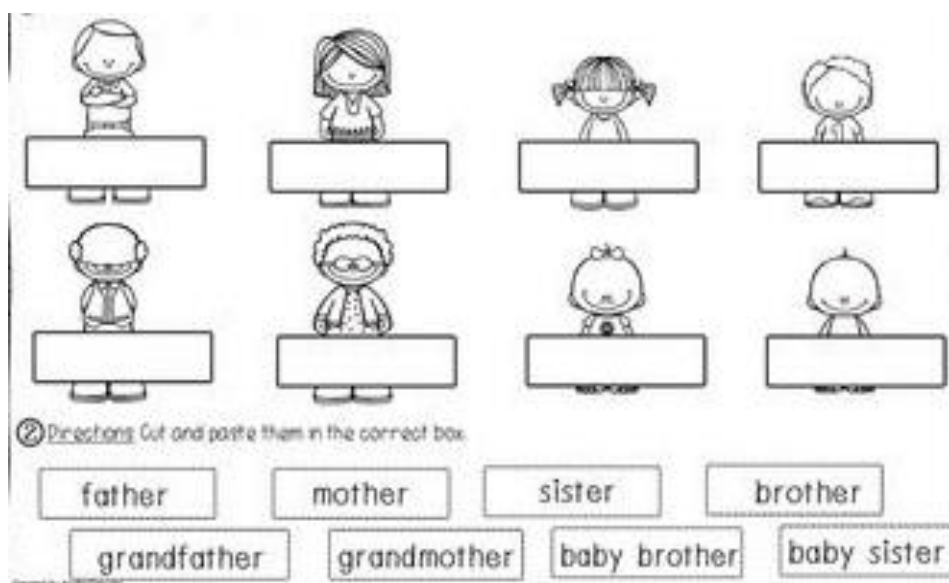 ② Directions: Cut and paste them in the correct box.
father mother sister brother
grandfather grandmother baby brother baby sister